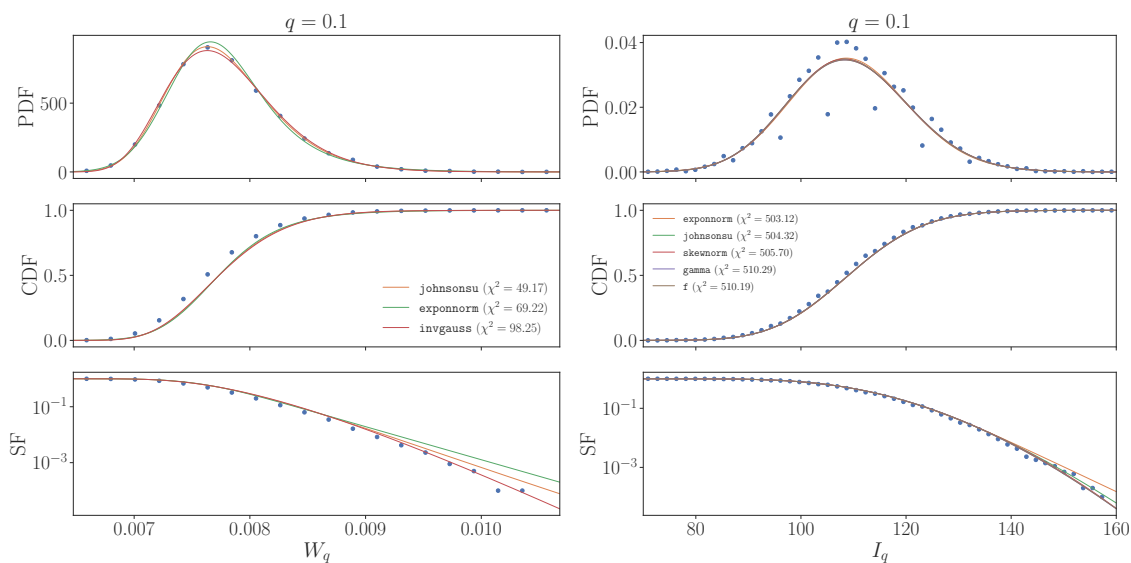 q = 0.1
PDF
500
0
CDF
1.0
0.5
0.0
johnsonsu (χ² = 49.17)
exponnorm (χ² = 69.22)
invgauss (χ² = 98.25)
SF
10⁻¹
10⁻³
0.007 0.008 0.009 0.010
W_q
q = 0.1
PDF
0.04
0.02
0.00
CDF
1.0
0.5
0.0
exponnorm (χ² = 503.12)
johnsonsu (χ² = 504.32)
skewnorm (χ² = 505.70)
gamma (χ² = 510.29)
f (χ² = 510.19)
SF
10⁻¹
10⁻³
80 100 120 140 160
I_q